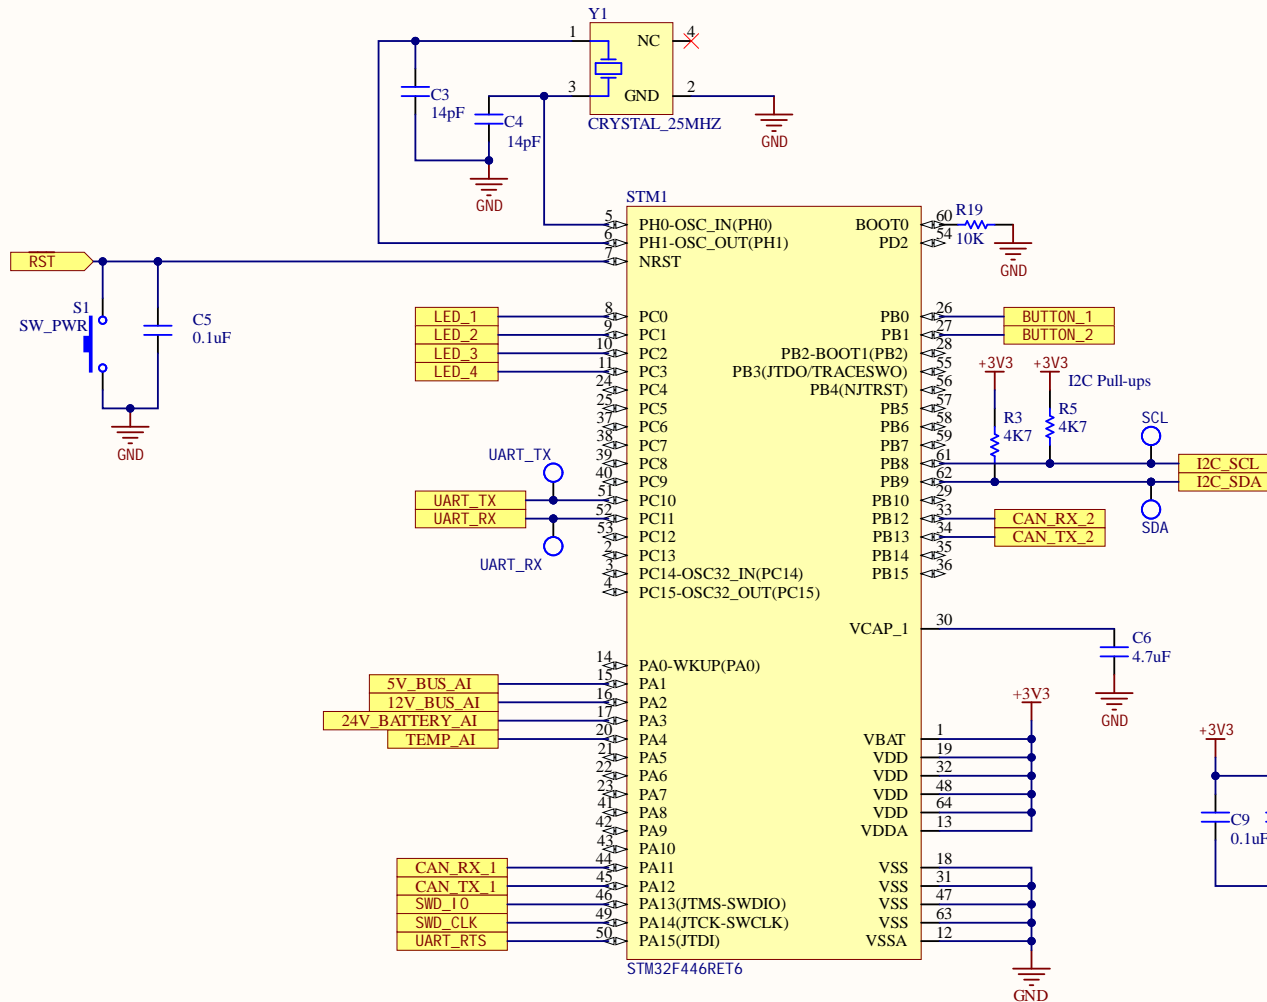 Y1
1 NC 4
C3
14pF
3 GND 2
C4
14pF
CRYSTAL_25MHZ
GND
GND
STM1
5 PH0-OSC_IN(PH0) BOOT0 60 R19
6 PH1-OSC_OUT(PH1) PD2 54 10K
RST 7 NRST
GND
S1
SW_PWR
C5
0.1uF
GND
LED_1 8 PC0 PB0 26 BUTTON_1
LED_2 9 PC1 PB1 27 BUTTON_2
LED_3 10 PC2 PB2-BOOT1(PB2) 28
LED_4 11 PC3 PB3(JTDO/TRACESWO) 55
+3V3 +3V3
I2C Pull-ups
24 PC4 PB4(NJTRST) 56
25 PC5 PB5 57
37 PC6 PB6 58
R3
4K7
R5
4K7
SCL
38 PC7 PB7 59
39 PC8 PB8 61 I2C_SCL
40 PC9 PB9 62 I2C_SDA
UART_TX
UART_TX 51 PC10 PB10 29
UART_RX 52 PC11 PB12 33 CAN_RX_2
SDA
53 PC12 PB13 34 CAN_TX_2
2 PC13 PB14 35
UART_RX
3 PC14-OSC32_IN(PC14) PB15 36
4 PC15-OSC32_OUT(PC15)
VCAP_1 30
C6
4.7uF
GND
14 PA0-WKUP(PA0)
5V_BUS_AI 15 PA1
12V_BUS_AI 16 PA2
+3V3
24V_BATTERY_AI 17 PA3
TEMP_AI 20 PA4 VBAT 1
21 PA5 VDD 19
22 PA6 VDD 32
23 PA7 VDD 48
41 PA8 VDD 64
42 PA9 VDDA 13
43 PA10
+3V3
C9
0.1uF
CAN_RX_1 44 PA11 VSS 18
CAN_TX_1 45 PA12 VSS 31
SWD_IO 46 PA13(JTMS-SWDIO) VSS 47
SWD_CLK 49 PA14(JTCK-SWCLK) VSS 63
UART_RTS 50 PA15(JTDI) VSSA 12
STM32F446RET6
GND